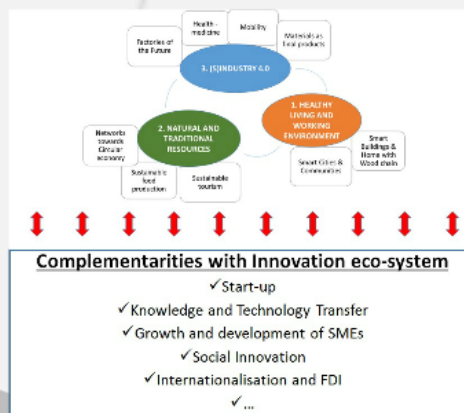 Health -
medicine
Mobility
Factories of
the Future
Materials as
final products
3. (S)INDUSTRY 4.0
1. HEALTHY
LIVING AND
WORKING
ENVIRONMENT
2. NATURAL AND
TRADITIONAL
RESOURCES
Networks
towards
Circular
economy
Smart
Buildings &
Home with
Wood chain
Smart Cities &
Communities
Sustainable
food
production
Sustainable
tourism
Complementarities with Innovation eco-system
✓Start-up
✓Knowledge and Technology Transfer
✓Growth and development of SMEs
✓Social Innovation
✓Internationalisation and FDI
✓...